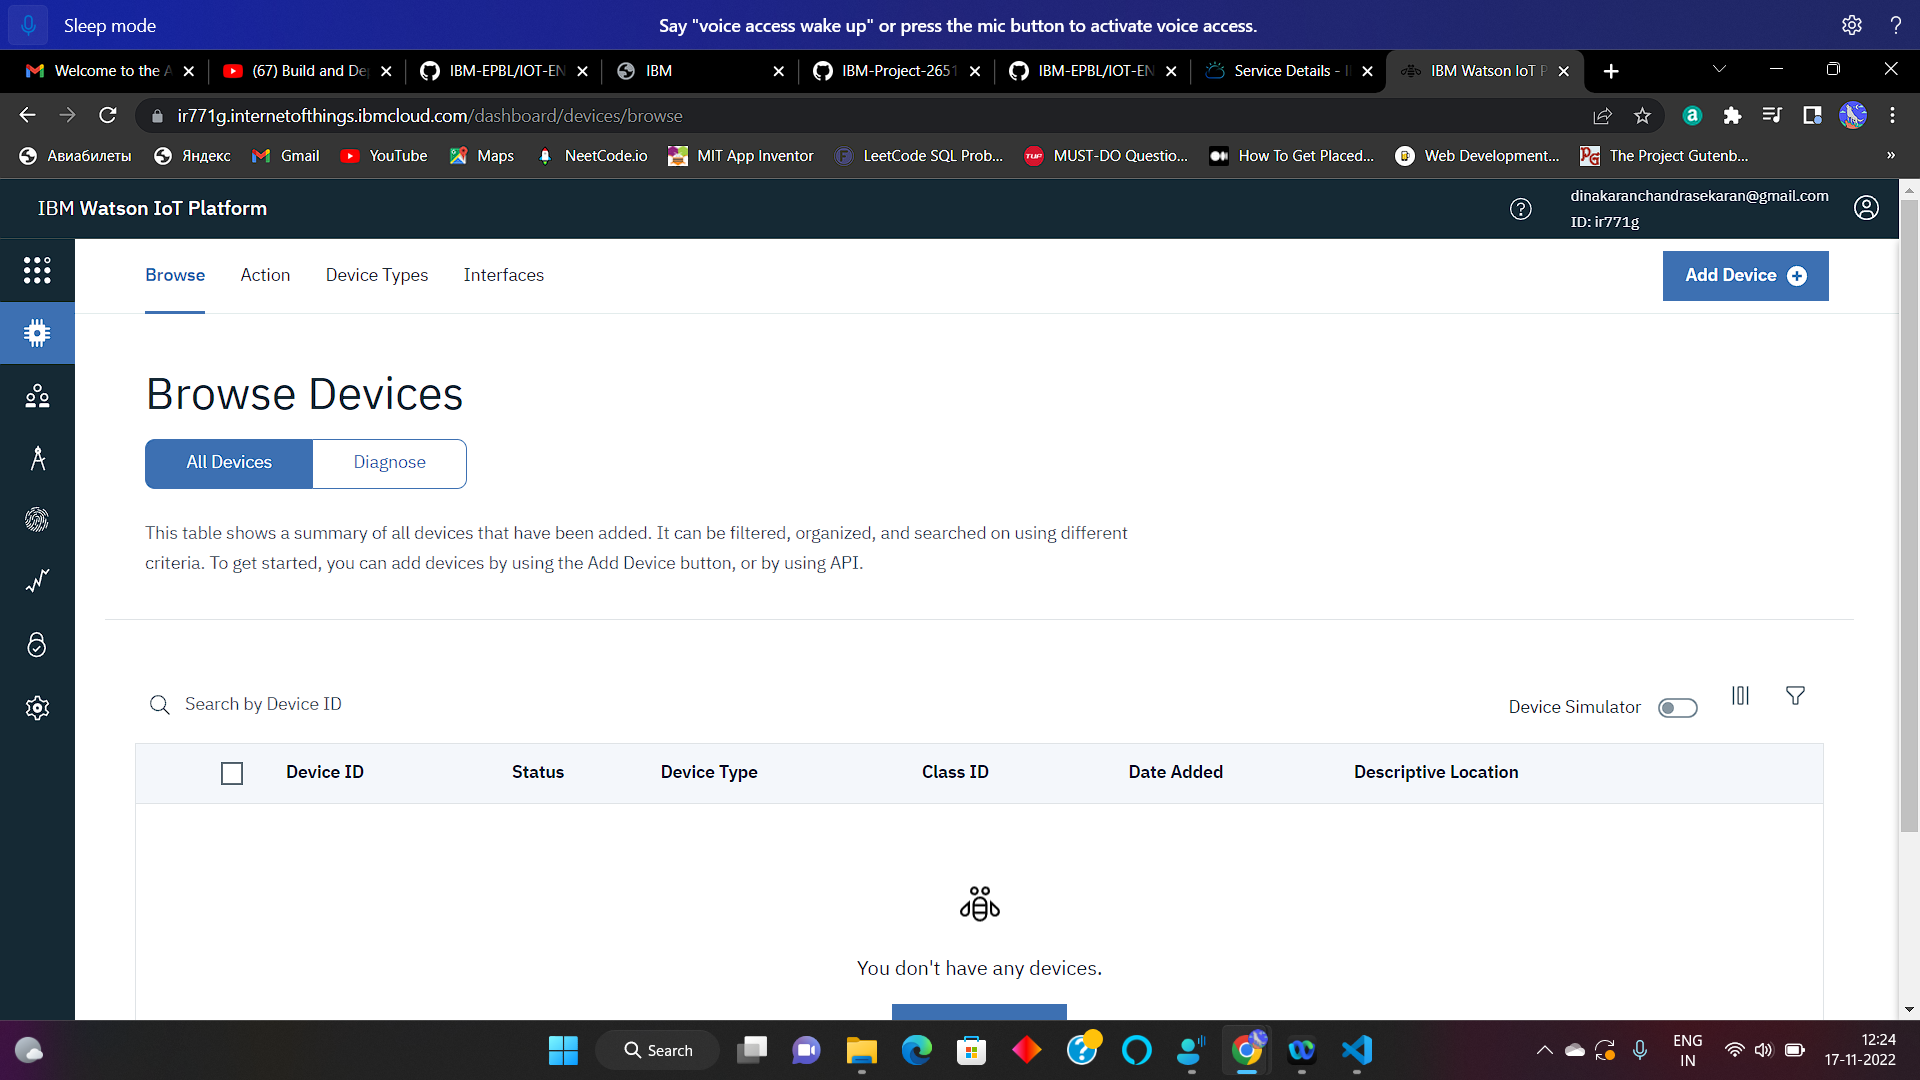 Sleep mode
Say "voice access wake up" or press the mic button to activate voice access.
Welcome to the A
(67) Build and De
IBM-EPBL/IOT-EN
IBM
IBM-Project-2651
IBM-EPBL/IOT-EN
Service Details - I
IBM Watson IoT P
ir771g.internetofthings.ibmcloud.com/dashboard/devices/browse
Авиабилеты
Яндекс
Gmail
YouTube
Maps
NeetCode.io
MIT App Inventor
LeetCode SQL Prob...
MUST-DO Questio...
How To Get Placed...
Web Development...
The Project Gutenb...
»
IBM Watson IoT Platform
dinakaranchandrasekaran@gmail.com
ID: ir771g
Browse
Action
Device Types
Interfaces
Add Device
Browse Devices
All Devices
Diagnose
This table shows a summary of all devices that have been added. It can be filtered, organized, and searched on using different
criteria. To get started, you can add devices by using the Add Device button, or by using API.
Search by Device ID
Device Simulator
Device ID
Status
Device Type
Class ID
Date Added
Descriptive Location
You don't have any devices.
Search
ENG
IN
12:24
17-11-2022